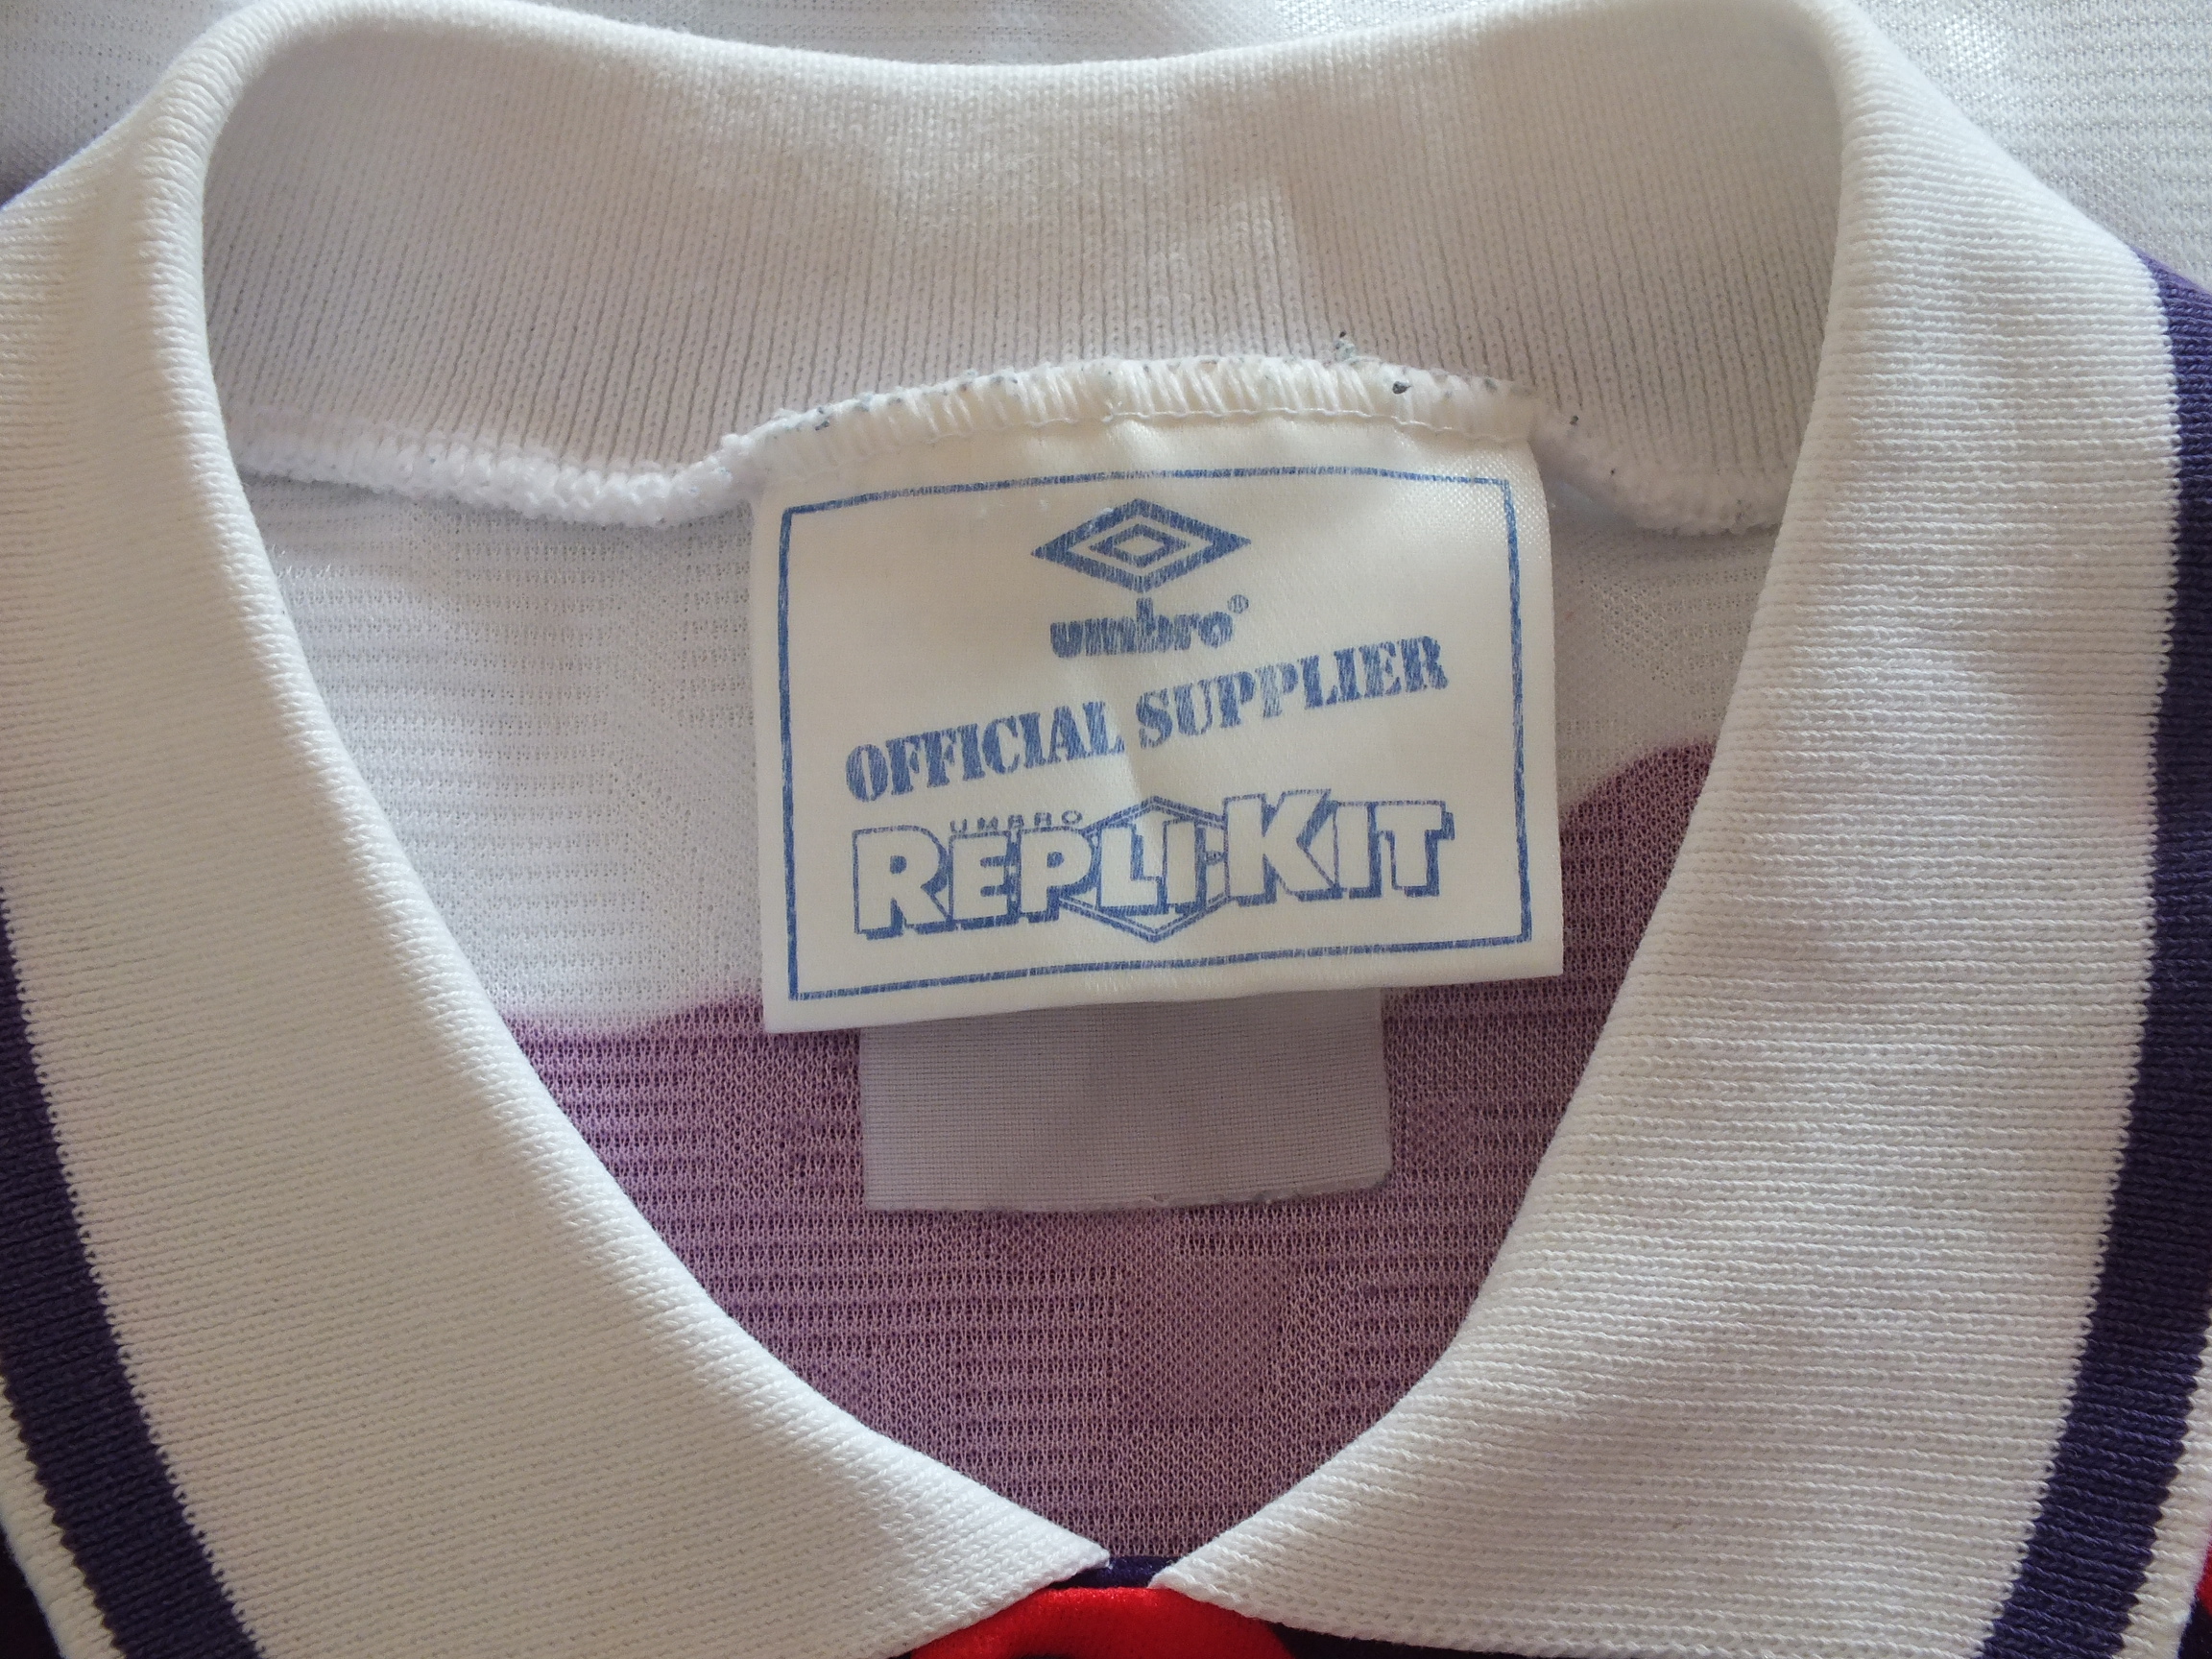 umbro®
OFFICIAL SUPPLIER
UMBRO
REPLI-KIT